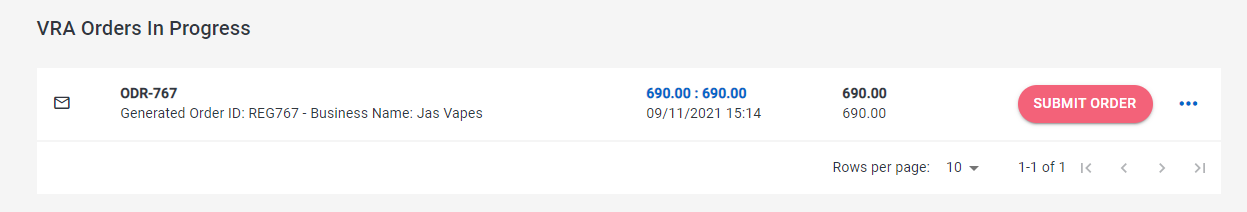 VRA Orders In Progress
ODR-767 690.00 : 690.00 690.00 SUBMIT ORDER
Generated Order ID: REG767 - Business Name: Jas Vapes 09/11/2021 15:14 690.00
Rows per page: 10 1-1 of 1